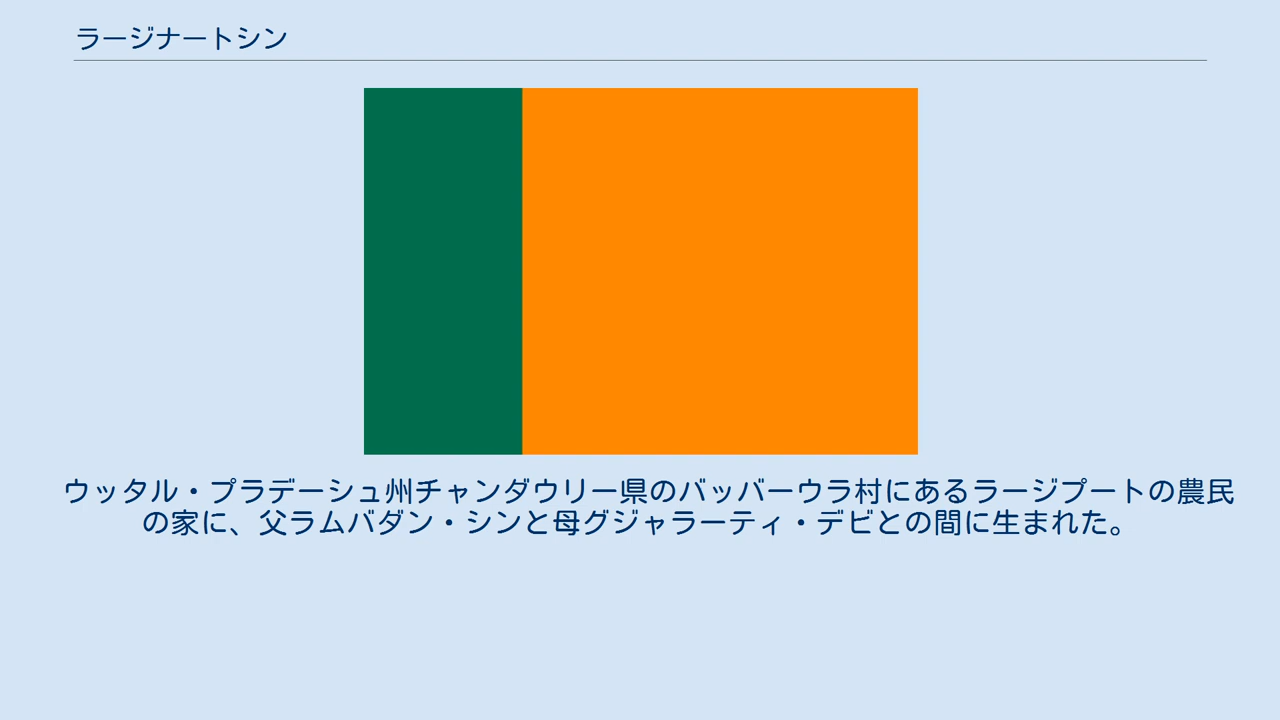 ラージナートシン
ウッタル・プラデーシュ州チャンダウリー県のバッバーウラ村にあるラージプートの農民
の家に、父ラムバダン・シンと母グジャラーティ・デビとの間に生まれた。